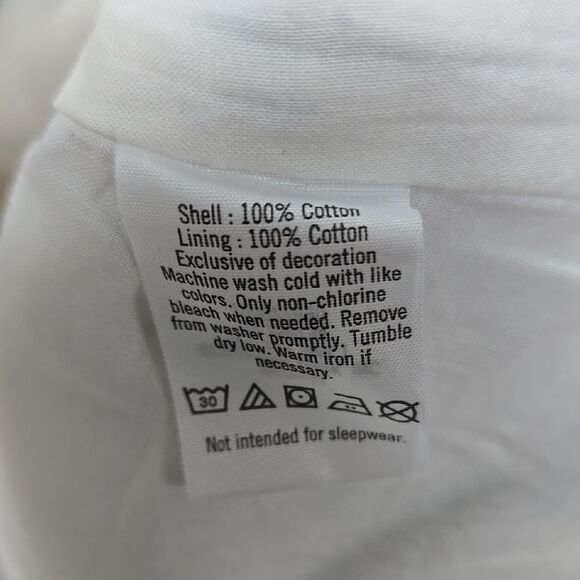 Shell : 100% Cotton
Lining : 100% Cotton
Exclusive of decoration
Machine wash cold with like
colors. Only non-chlorine
bleach when needed. Remove
from washer promptly. Tumble
dry low. Warm iron if
necessary.
30
Not intended for sleepwear.